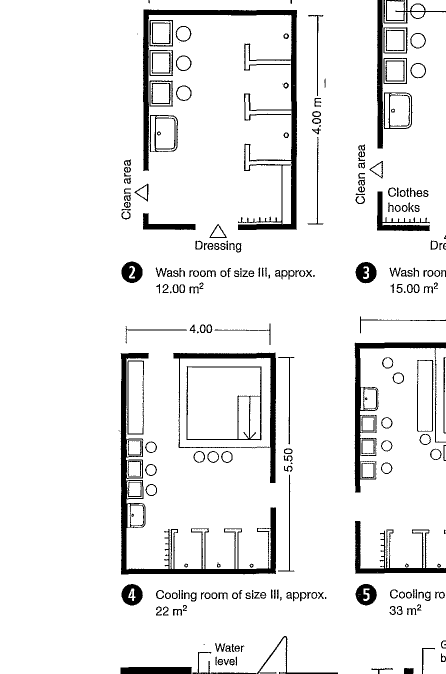 4.00 m
Clean area
Dressing
2 Wash room of size III, approx.
12.00 m²
Clean area
Clothes
hooks
Dre
3 Wash room
15.00 m²
4.00
5.50
4 Cooling room of size III, approx.
22 m²
5 Cooling ro
33 m²
Water
level
G
b